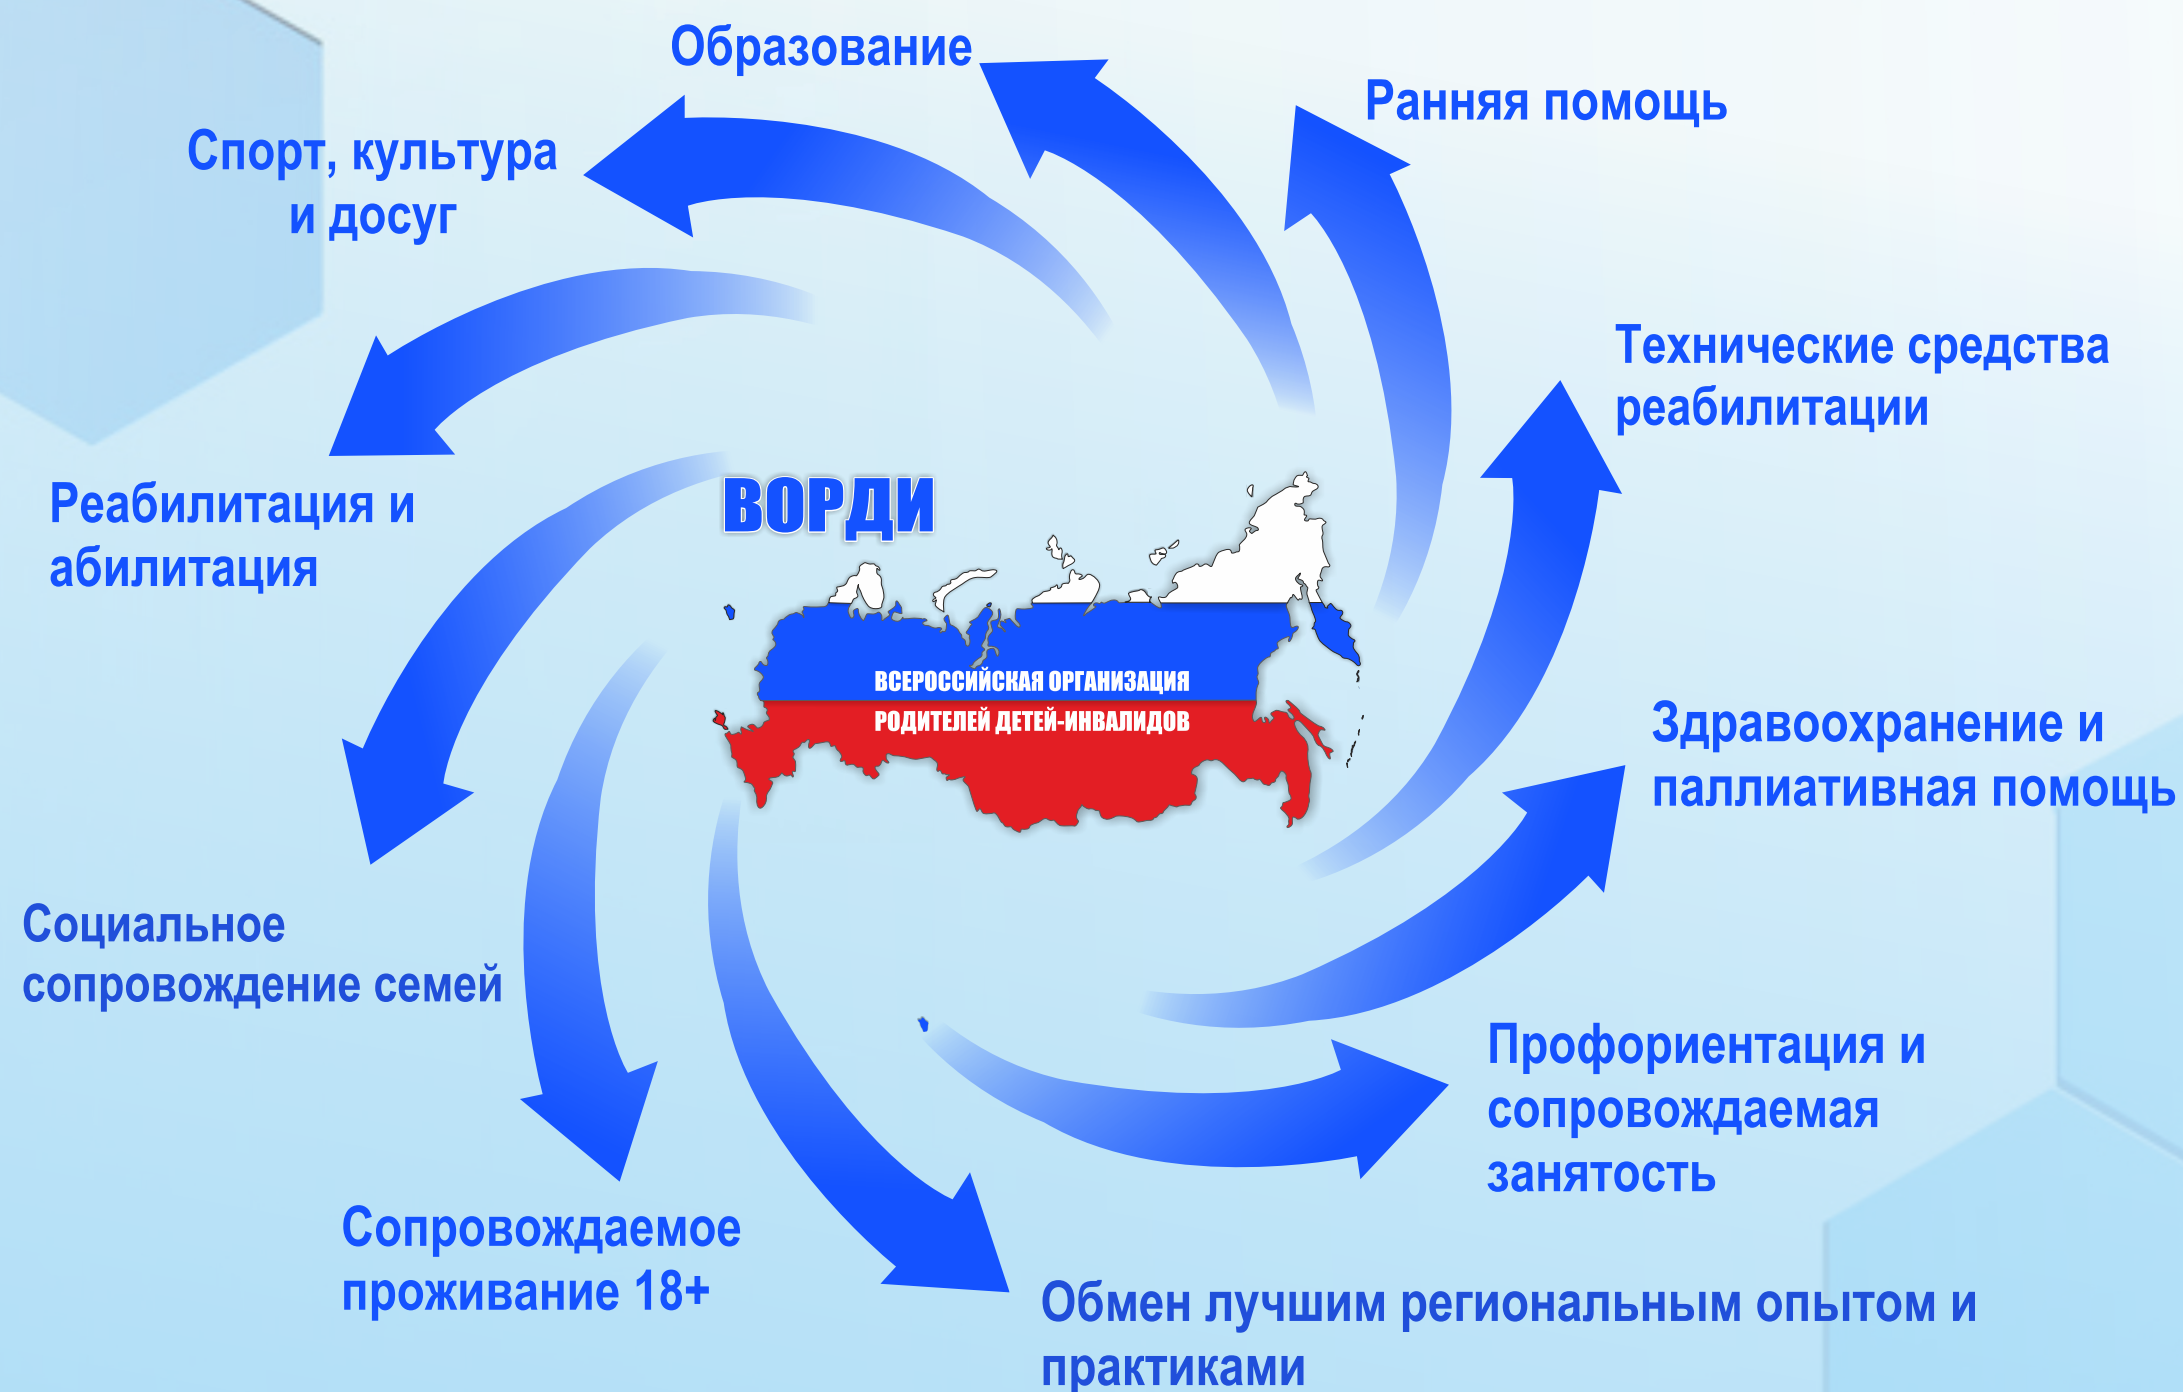 Образование
Ранняя помощь
Спорт, культура
и досуг
Технические средства
реабилитации
Реабилитация и
абилитация
ВОРДИ
ВСЕРОССИЙСКАЯ ОРГАНИЗАЦИЯ
РОДИТЕЛЕЙ ДЕТЕЙ-ИНВАЛИДОВ
Здравоохранение и
паллиативная помощь
Социальное
сопровождение семей
Профориентация и
сопровождаемая
занятость
Сопровождаемое
проживание 18+
Обмен лучшим региональным опытом и
практиками